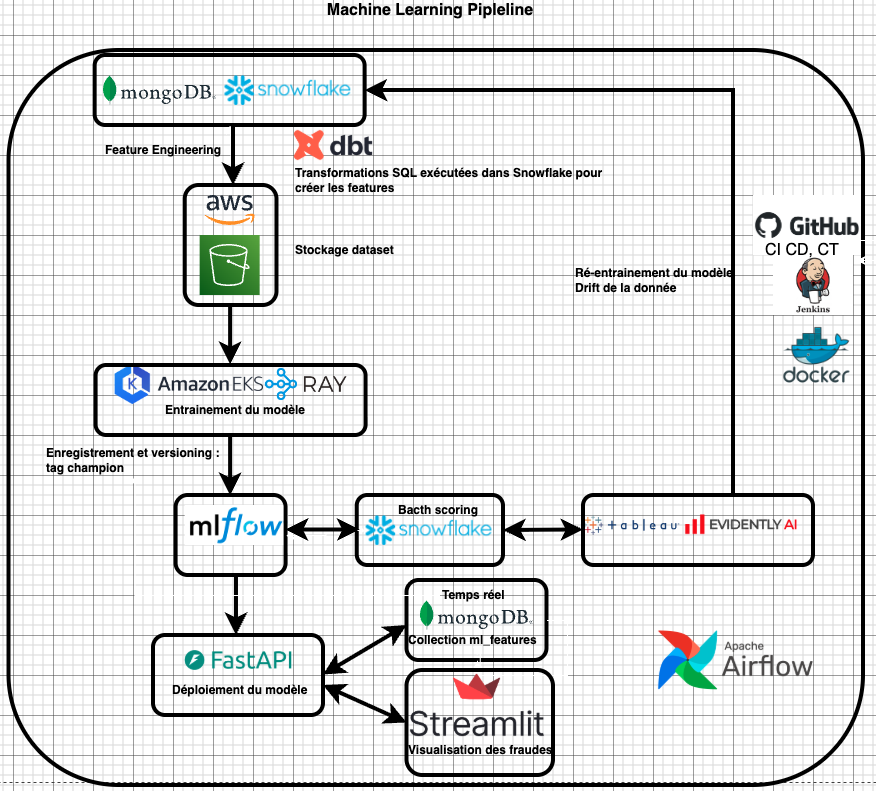 Machine Learning Pipleline
mongoDB.
snowflake
Feature Engineering
dbt
Transformations SQL exécutées dans Snowflake pour
créer les features
aws
Stockage dataset
GitHub
CI CD, CT
Jenkins
docker
Ré-entrainement du modèle
Drift de la donnée
K
Amazon EKS
RAY
Entrainement du modèle
Enregistrement et versioning :
tag champion
mlflow
Bacth scoring
snowflake
+ableau
EVIDENTLY AI
FastAPI
Déploiement du modèle
Temps réel
mongoDB.
Collection ml_features
Streamlit
Visualisation des fraudes
Apache
Airflow